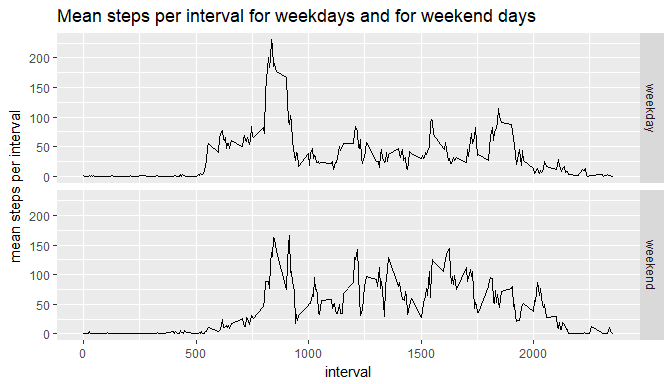 Mean steps per interval for weekdays and for weekend days
mean steps per interval
200
150
100
50
0
weekday
200
150
100
50
0
weekend
0 500 1000 1500 2000
interval